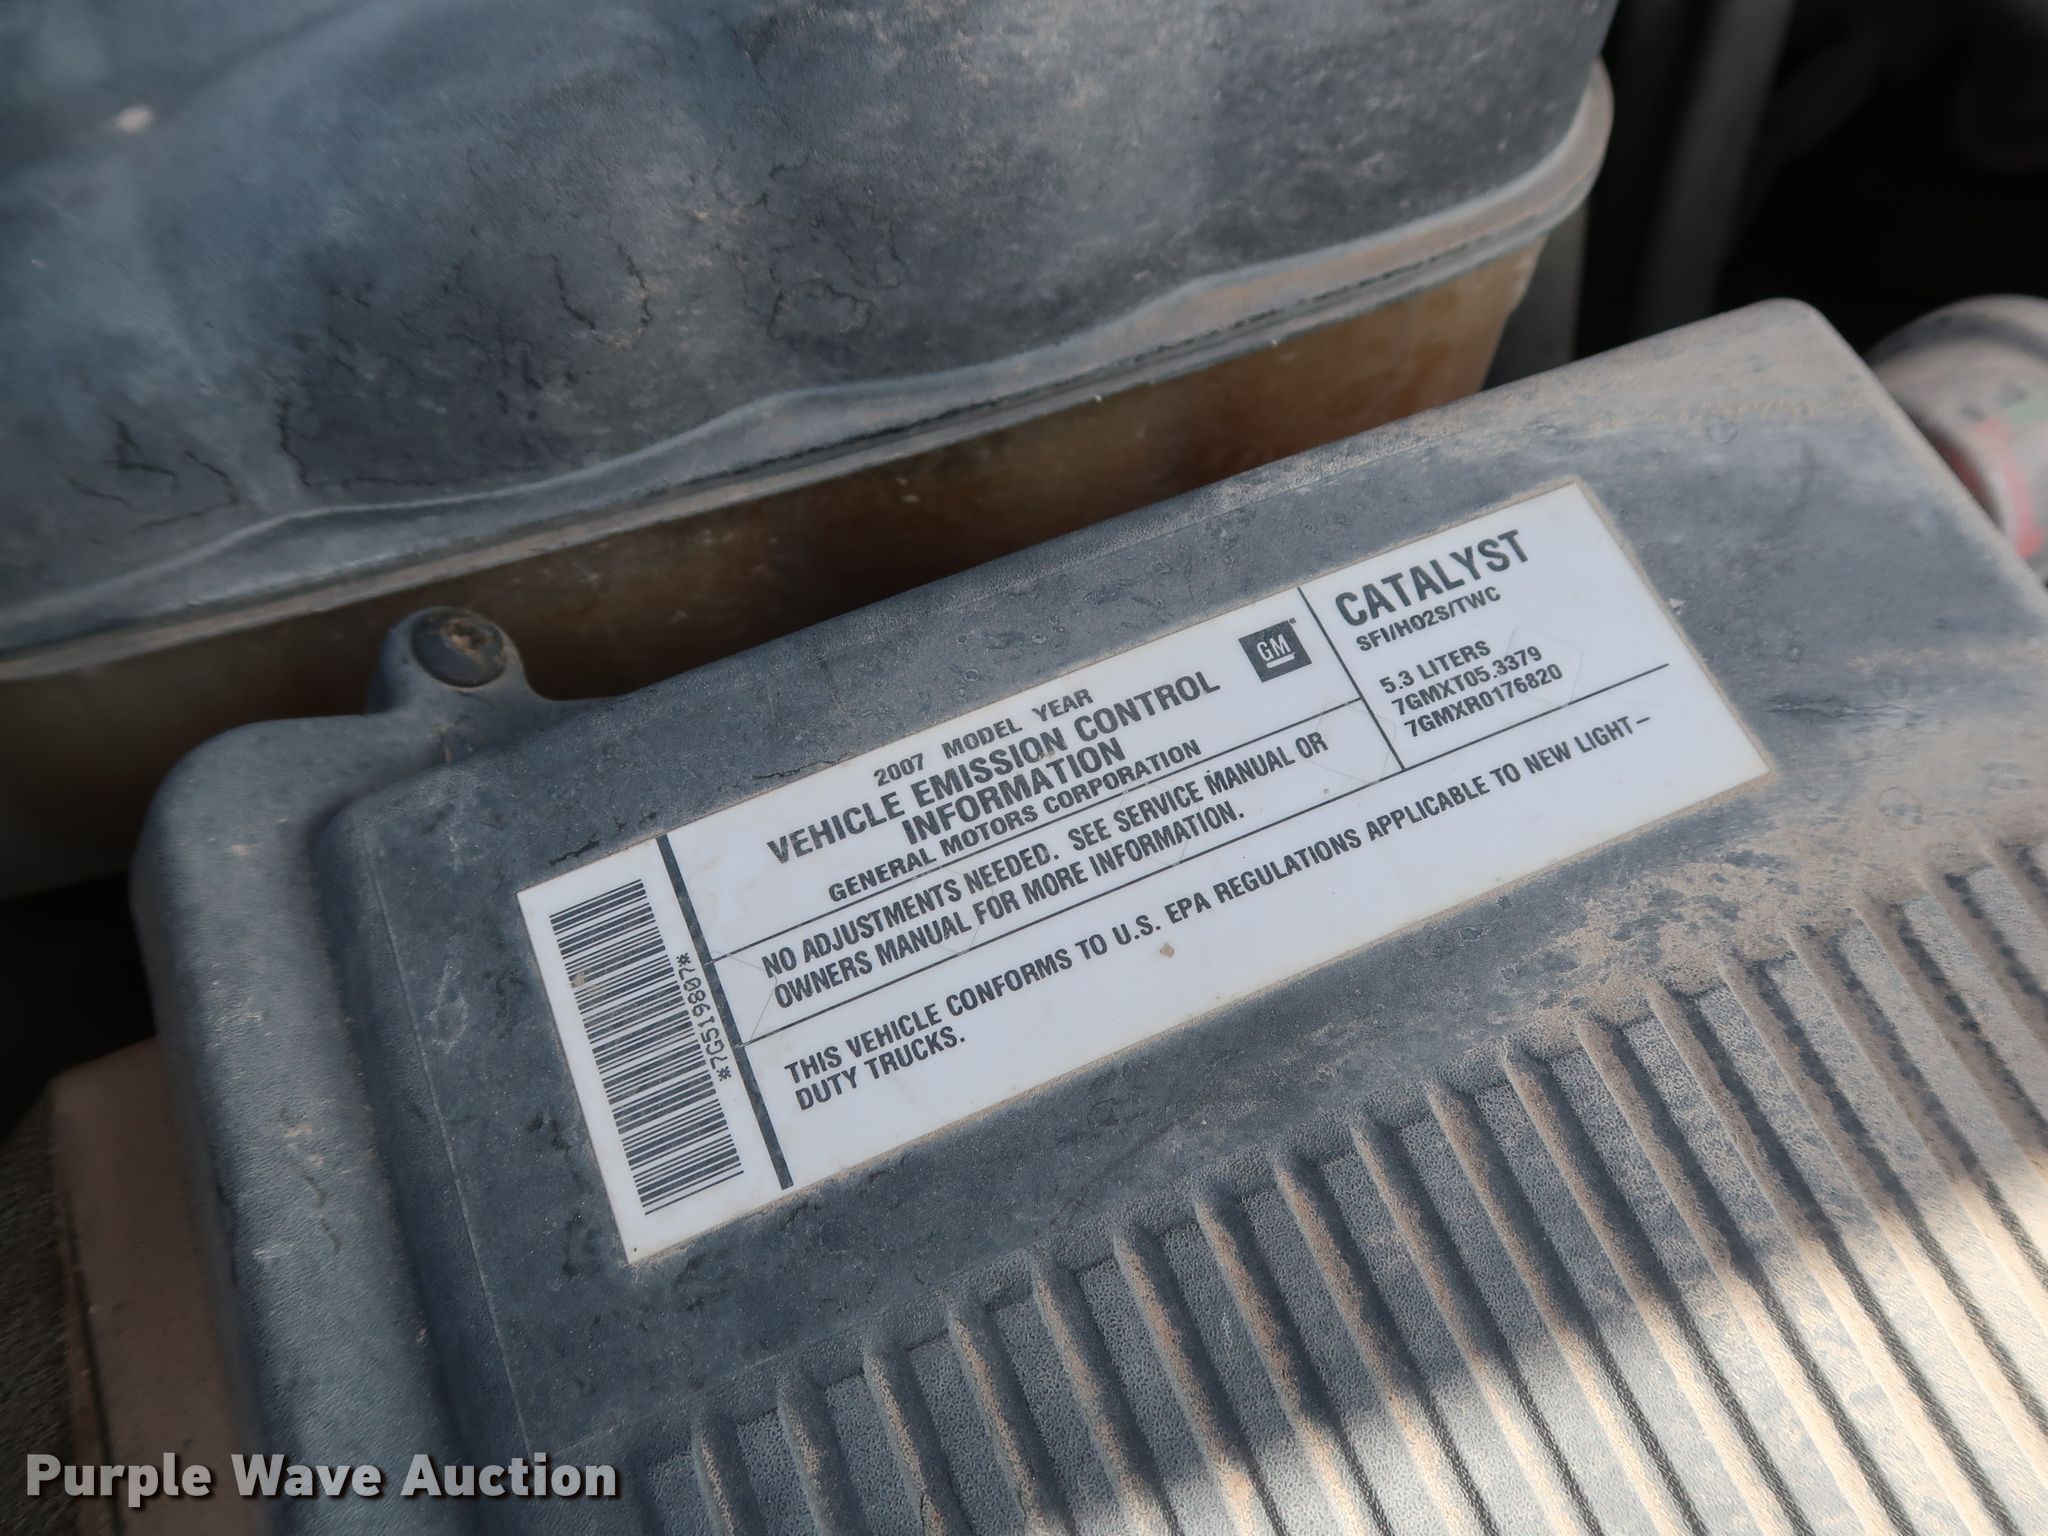 CATALYST
SFI/HO2S/TWC
5.3 LITERS
7GMXT05.3379
7GMXR0176820
GM
2007 MODEL YEAR
VEHICLE EMISSION CONTROL
INFORMATION
GENERAL MOTORS CORPORATION
NO ADJUSTMENTS NEEDED. SEE SERVICE MANUAL OR
OWNERS MANUAL FOR MORE INFORMATION.
THIS VEHICLE CONFORMS TO U.S. EPA REGULATIONS APPLICABLE TO NEW LIGHT-
DUTY TRUCKS.
*7G519807*
Purple Wave Auction